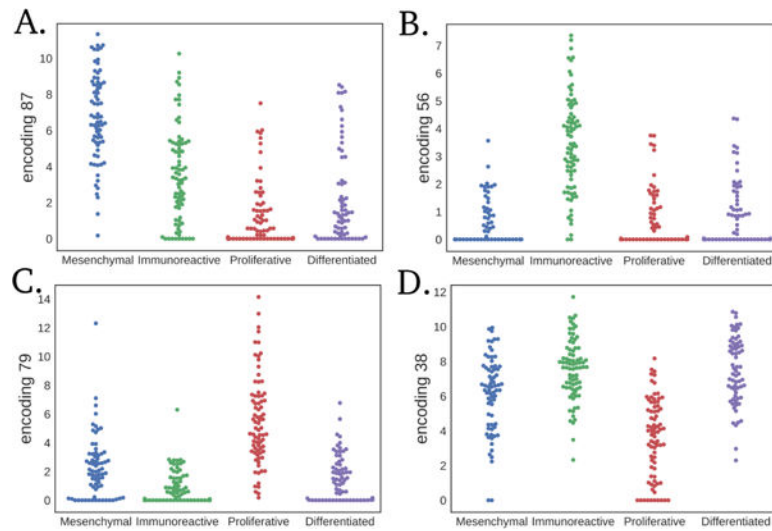 A.
encoding 87
10
8
6
4
2
0
Mesenchymal Immunoreactive Proliferative Differentiated
B.
encoding 56
7
6
5
4
3
2
1
0
Mesenchymal Immunoreactive Proliferative Differentiated
C.
encoding 79
14
12
10
8
6
4
2
0
Mesenchymal Immunoreactive Proliferative Differentiated
D.
encoding 38
12
10
8
6
4
2
0
Mesenchymal Immunoreactive Proliferative Differentiated